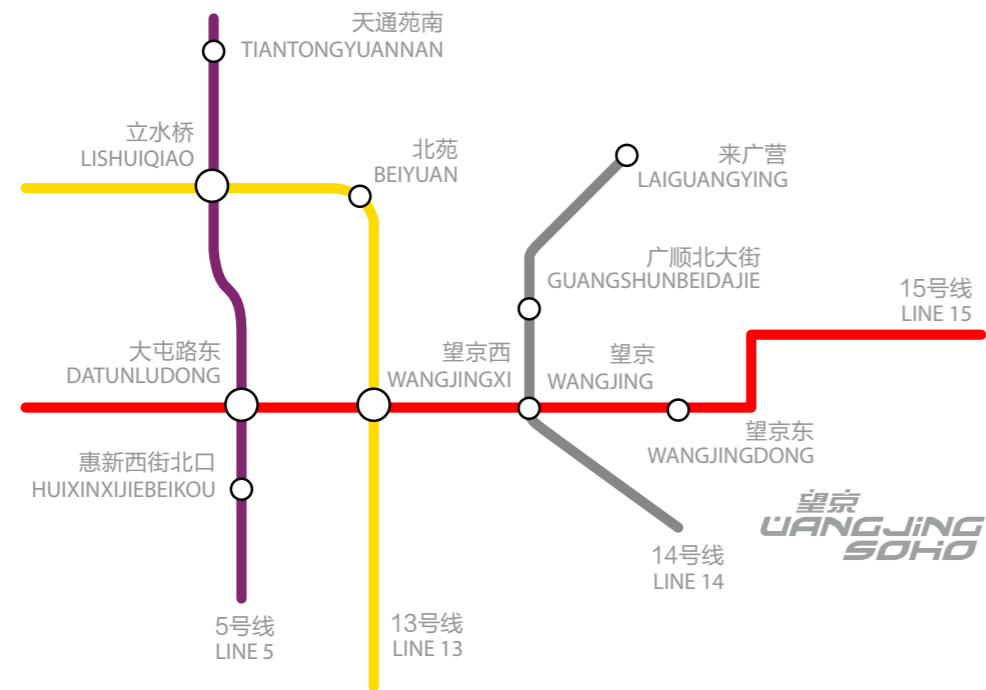 天通苑南
TIANTONGYUANNAN
立水桥
LISHUIQIAO
北苑
BEIYUAN
来广营
LAIGUANGYING
广顺北大街
GUANGSHUNBEIDAJIE
15号线
LINE 15
大屯路东
DATUNLUDONG
望京西
WANGJINGXI
望京
WANGJING
望京东
WANGJINGDONG
惠新西街北口
HUIXINXIJIEBEIKOU
望京
WANGJING
SOHO
14号线
LINE 14
5号线
LINE 5
13号线
LINE 13